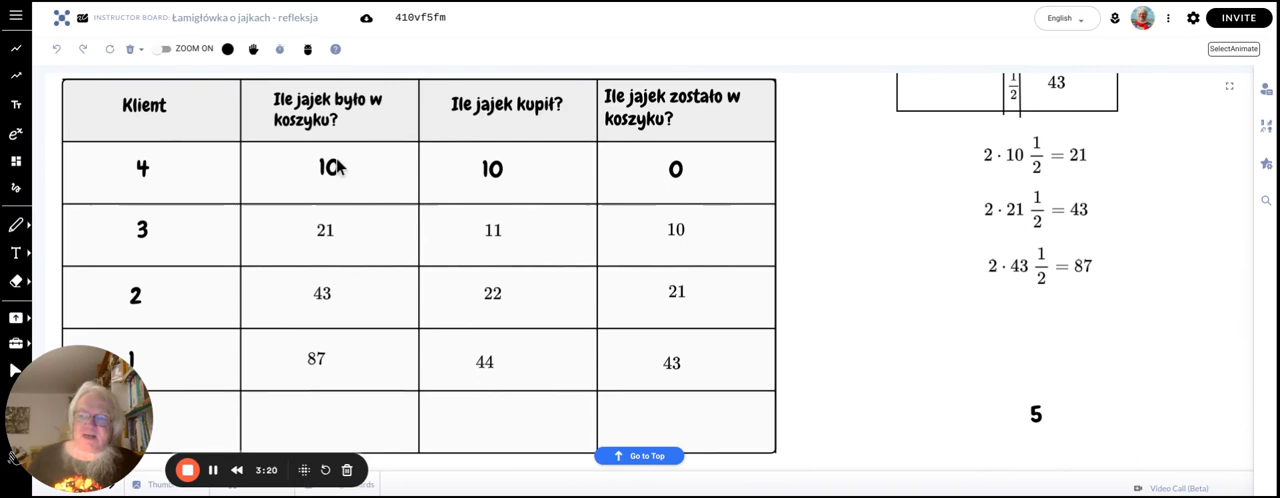 INSTRUCTOR BOARD: Łamigłówka o jajkach - refleksja
410vf5fm
English
INVITE
ZOOM ON
SelectAnimate
Klient
Ile jajek było w koszyku?
Ile jajek kupił?
Ile jajek zostało w koszyku?
4 10 10 0
3 21 11 10
2 43 22 21
1 87 44 43
1/2 43
2 · 10 1/2 = 21
2 · 21 1/2 = 43
2 · 43 1/2 = 87
5
Go to Top
3:20
Video Call (Beta)